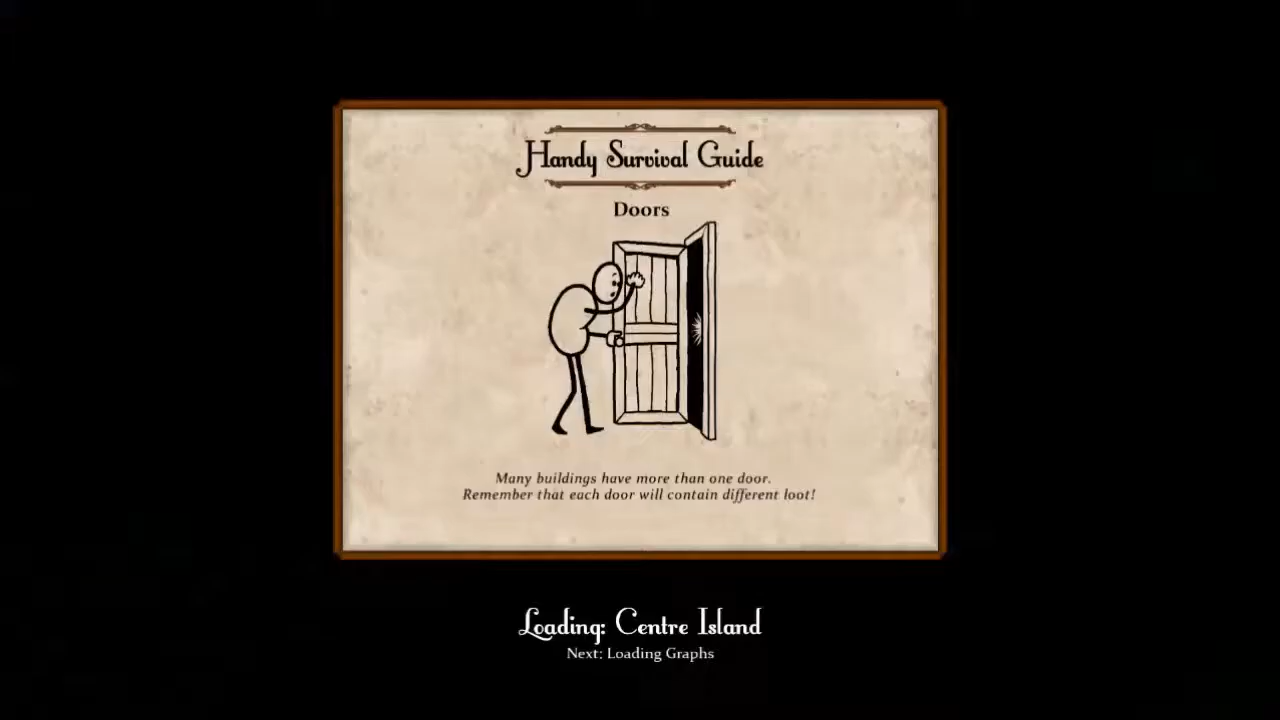 Handy Survival Guide
Doors
Many buildings have more than one door.
Remember that each door will contain different loot!
Loading: Centre Island
Next: Loading Graphs